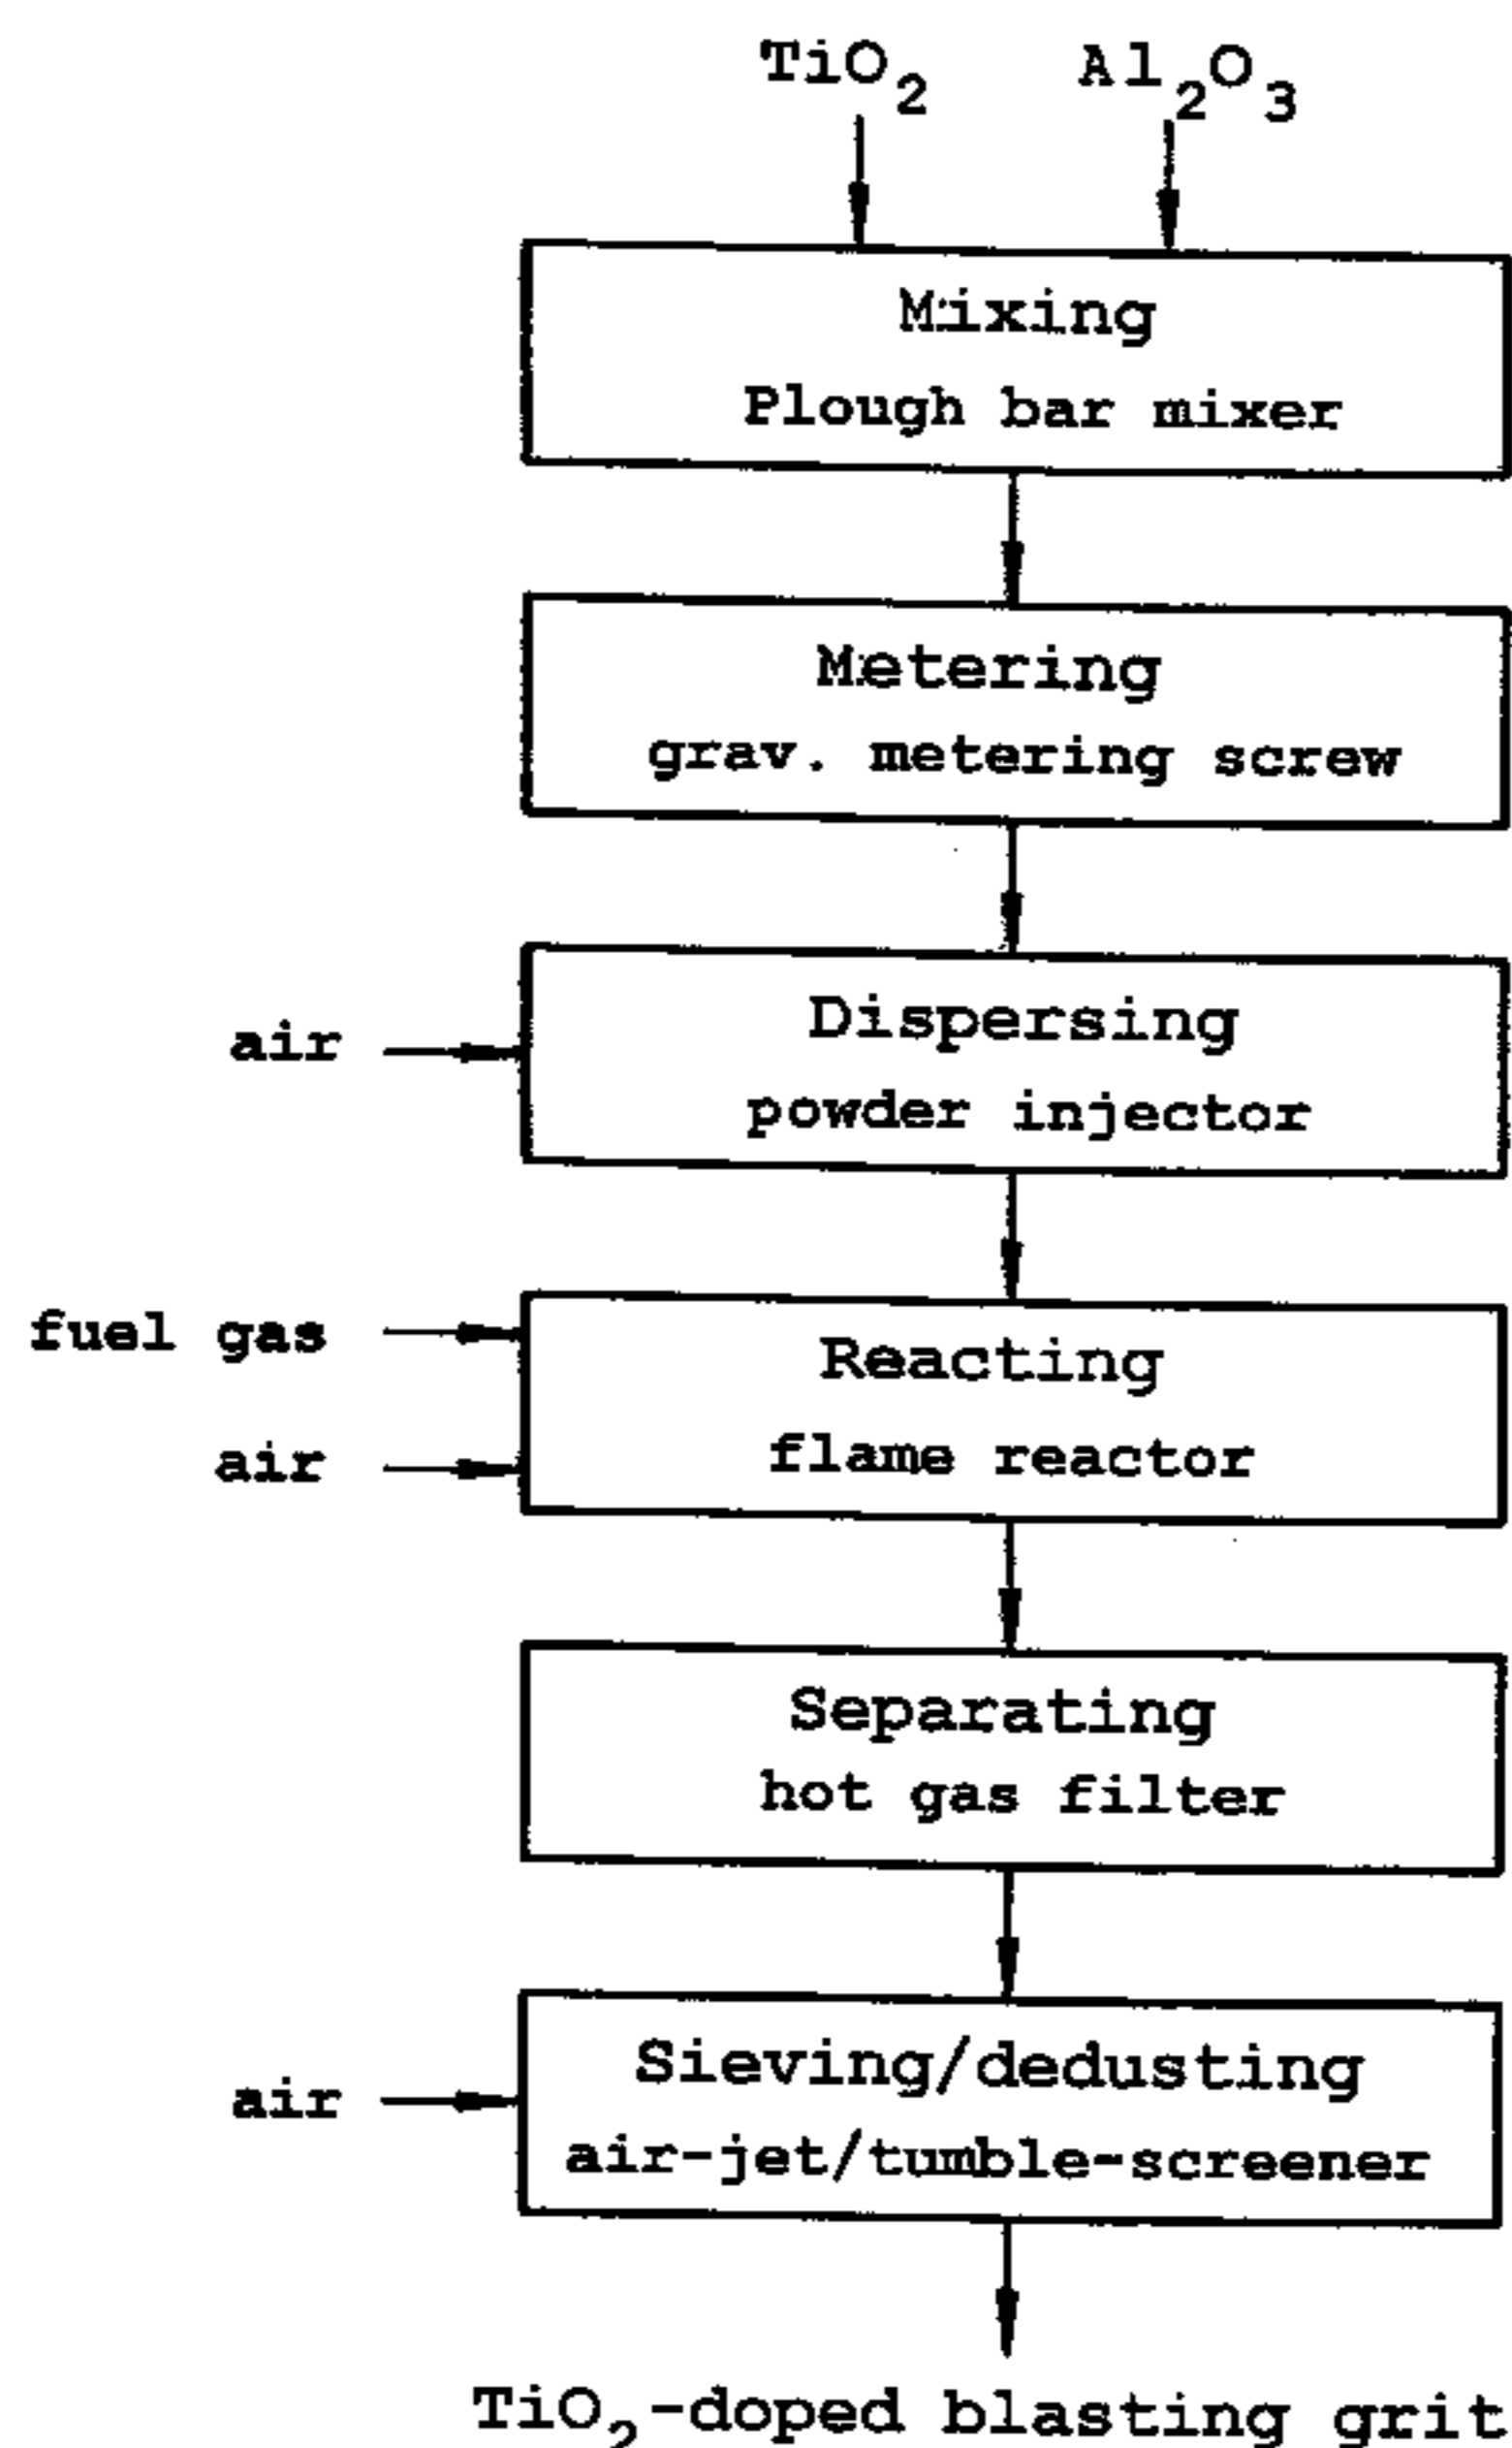 TiO₂ Al₂O₃
Mixing
Plough bar mixer
Metering
grav. metering screw
air
Dispersing
powder injector
fuel gas
Reacting
air
flame reactor
Separating
hot gas filter
Sieving/dedusting
air
air-jet/tumble-screener
TiO₂-doped blasting grit